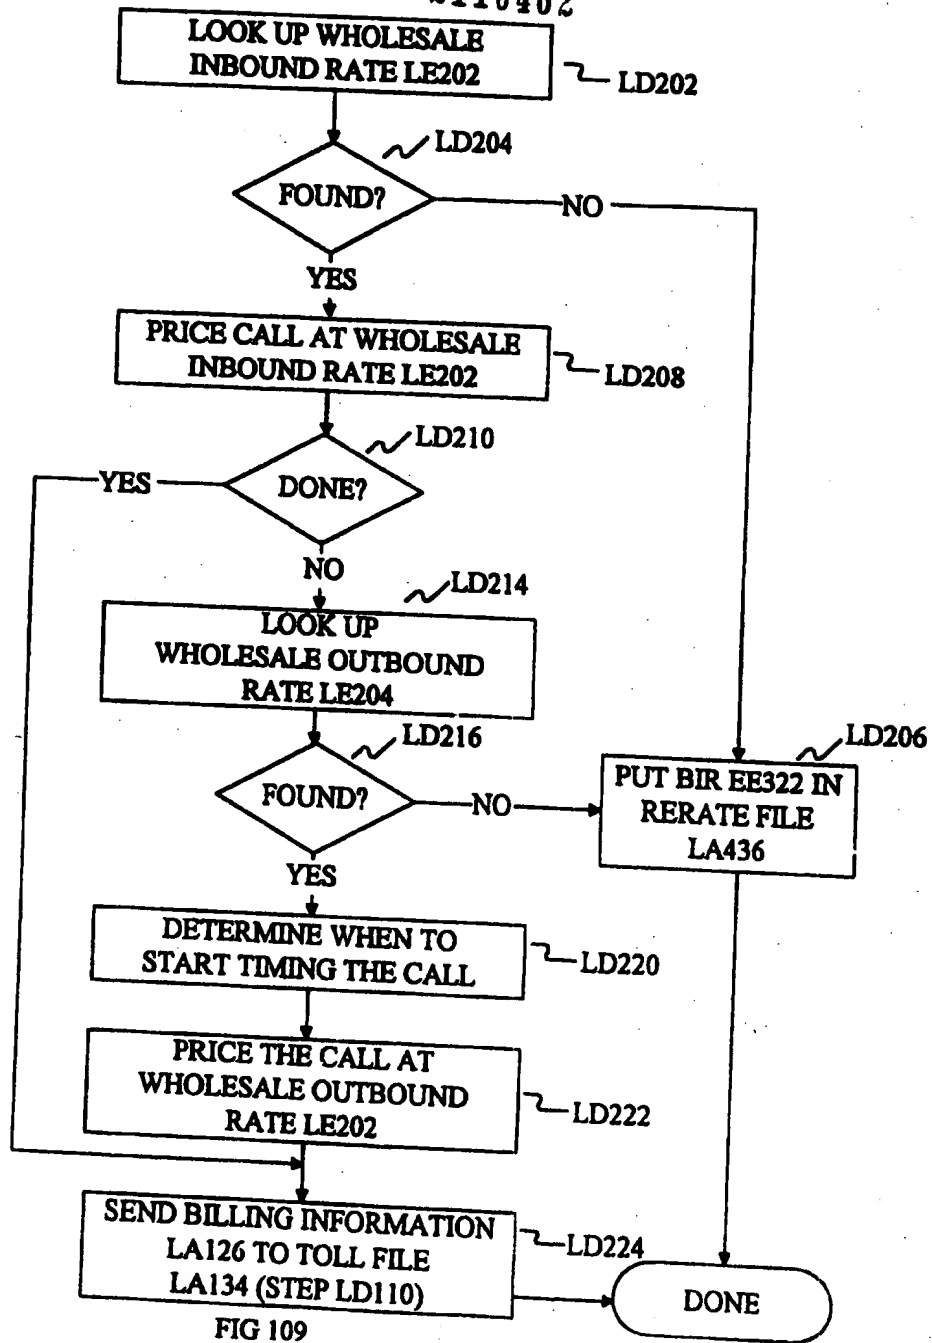 LOOK UP WHOLESALE
INBOUND RATE LE202
LD202
LD204
FOUND?
NO
YES
PRICE CALL AT WHOLESALE
INBOUND RATE LE202
LD208
LD210
YES
DONE?
NO
LD214
LOOK UP
WHOLESALE OUTBOUND
RATE LE204
LD216
LD206
FOUND?
NO
PUT BIR EE322 IN
RERATE FILE
LA436
YES
DETERMINE WHEN TO
START TIMING THE CALL
LD220
PRICE THE CALL AT
WHOLESALE OUTBOUND
RATE LE202
LD222
SEND BILLING INFORMATION
LA126 TO TOLL FILE
LA134 (STEP LD110)
LD224
DONE
FIG 109